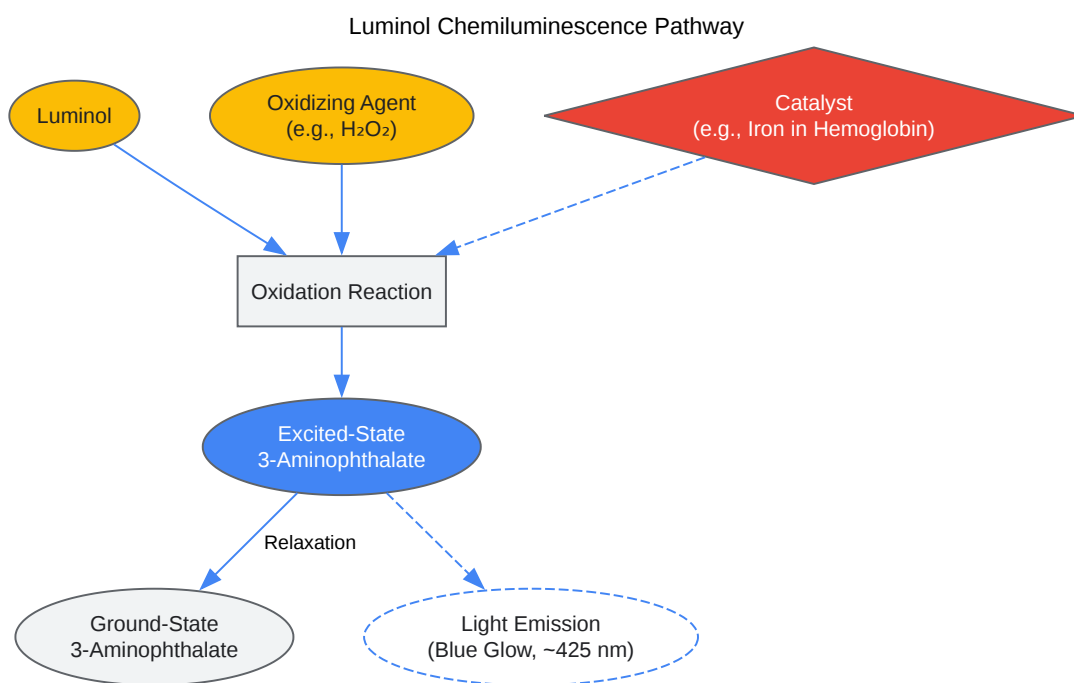 Luminol Chemiluminescence Pathway
Luminol
Oxidizing Agent
(e.g., H₂O₂)
Catalyst
(e.g., Iron in Hemoglobin)
Oxidation Reaction
Excited-State
3-Aminophthalate
Relaxation
Ground-State
3-Aminophthalate
Light Emission
(Blue Glow, ~425 nm)